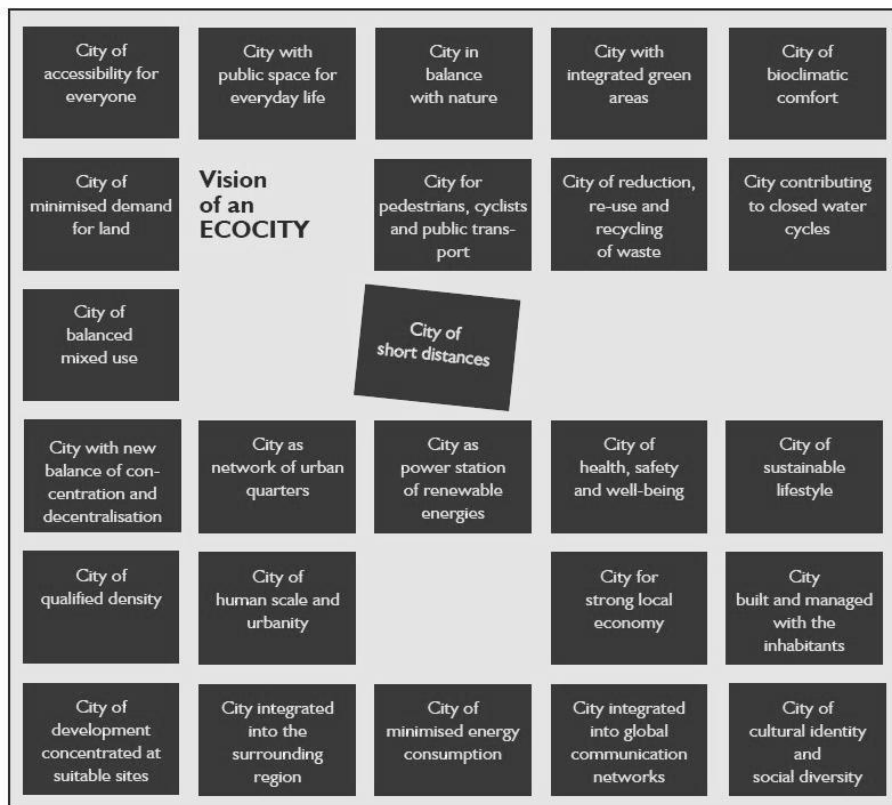 City of
accessibility for
everyone
City with
public space for
everyday life
City in
balance
with nature
City with
integrated green
areas
City of
bioclimatic
comfort
City of
minimised demand
for land
Vision
of an
ECOCITY
City for
pedestrians, cyclists
and public trans-
port
City of reduction,
re-use and
recycling
of waste
City contributing
to closed water
cycles
City of
balanced
mixed use
City of
short distances
City with new
balance of con-
centration and
decentralisation
City as
network of urban
quarters
City as
power station
of renewable
energies
City of
health, safety
and well-being
City of
sustainable
lifestyle
City of
qualified density
City of
human scale and
urbanity
City for
strong local
economy
City
built and managed
with the
inhabitants
City of
development
concentrated at
suitable sites
City integrated
into the
surrounding
region
City of
minimised energy
consumption
City integrated
into global
communication
networks
City of
cultural identity
and
social diversity